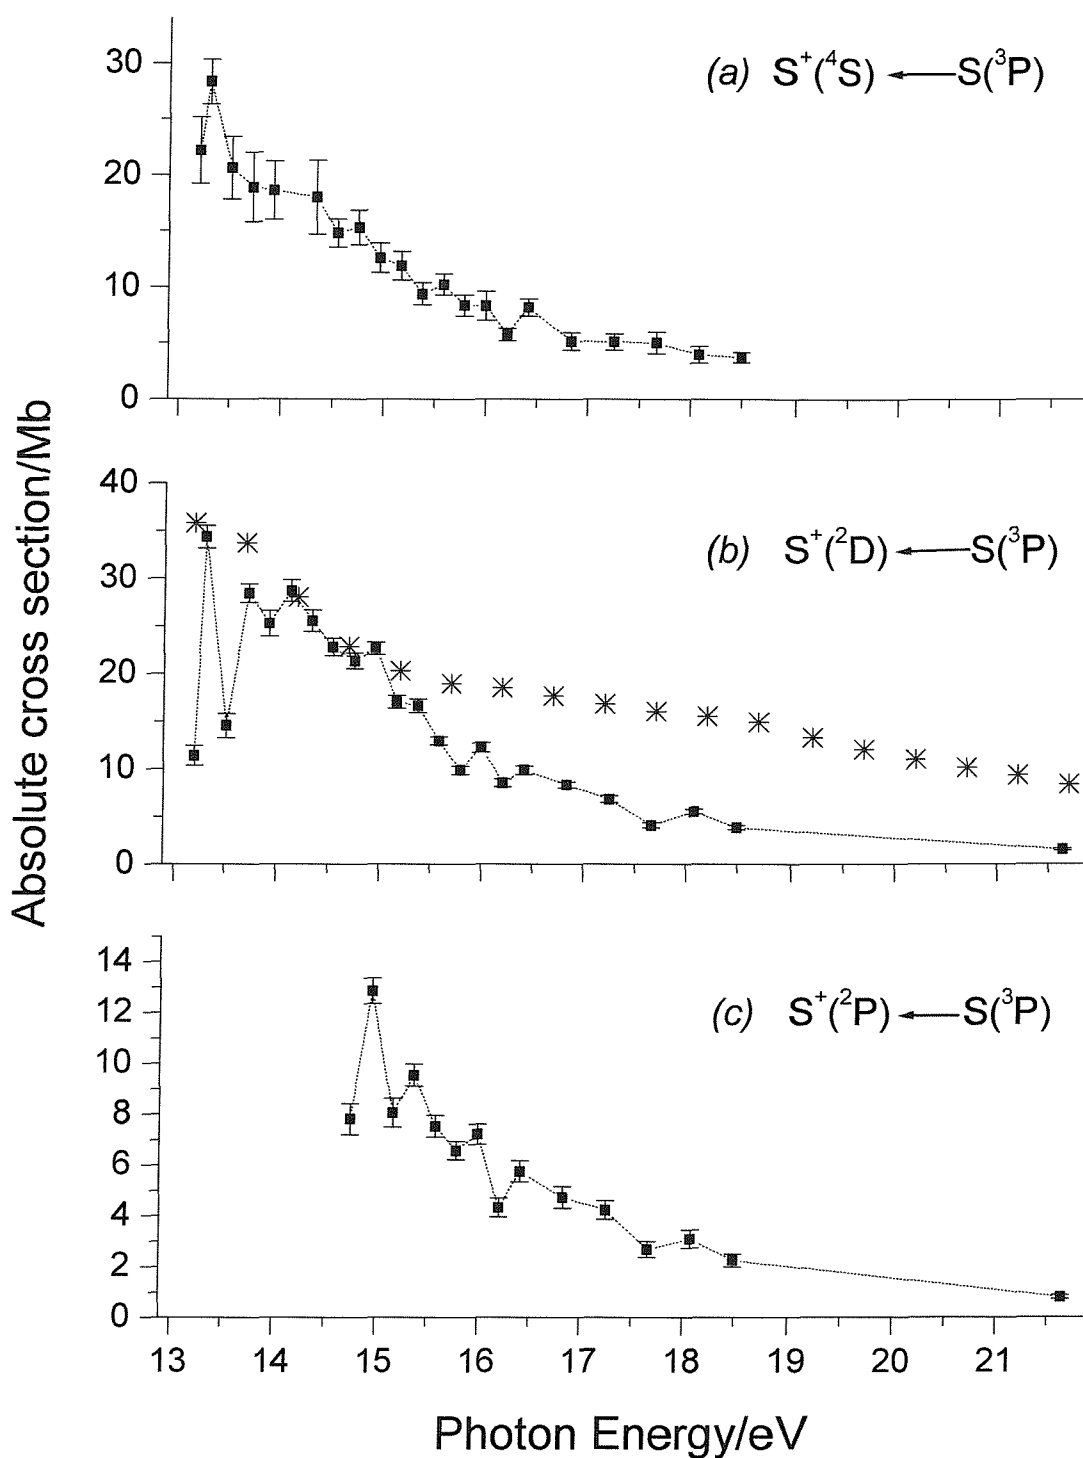 30
20
10
0
(a) S⁺(⁴S) ←— S(³P)
Absolute cross section/Mb
40
30
20
10
0
(b) S⁺(²D) ←— S(³P)
14
12
10
8
6
4
2
0
(c) S⁺(²P) ←— S(³P)
13 14 15 16 17 18 19 20 21
Photon Energy/eV